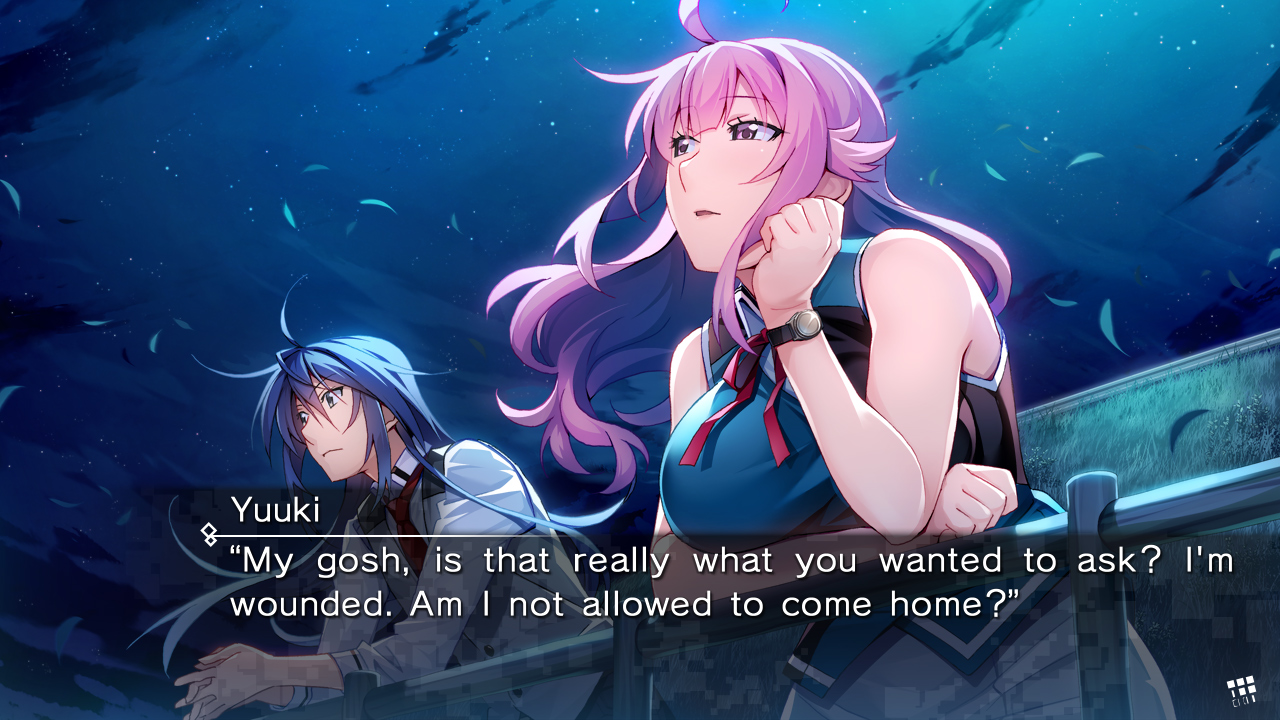 Yuuki
“My gosh, is that really what you wanted to ask? I'm
wounded. Am I not allowed to come home?”